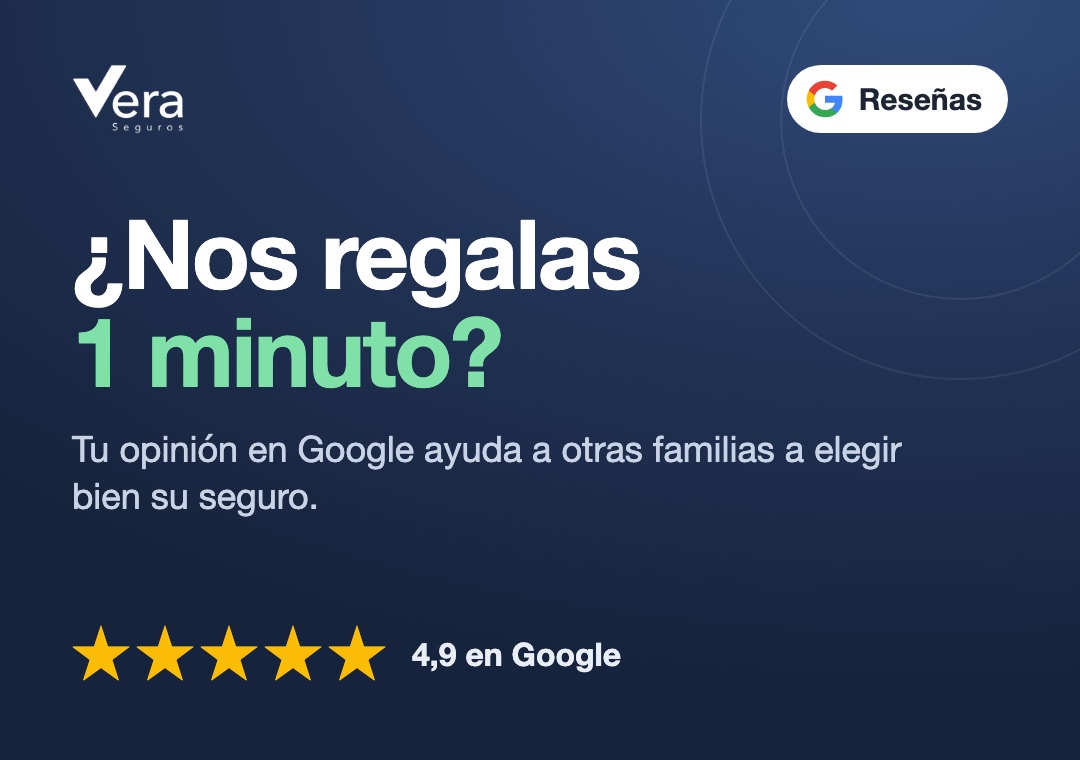 Vera
Seguros
Reseñas
¿Nos regalas
1 minuto?
Tu opinión en Google ayuda a otras familias a elegir
bien su seguro.
4,9 en Google